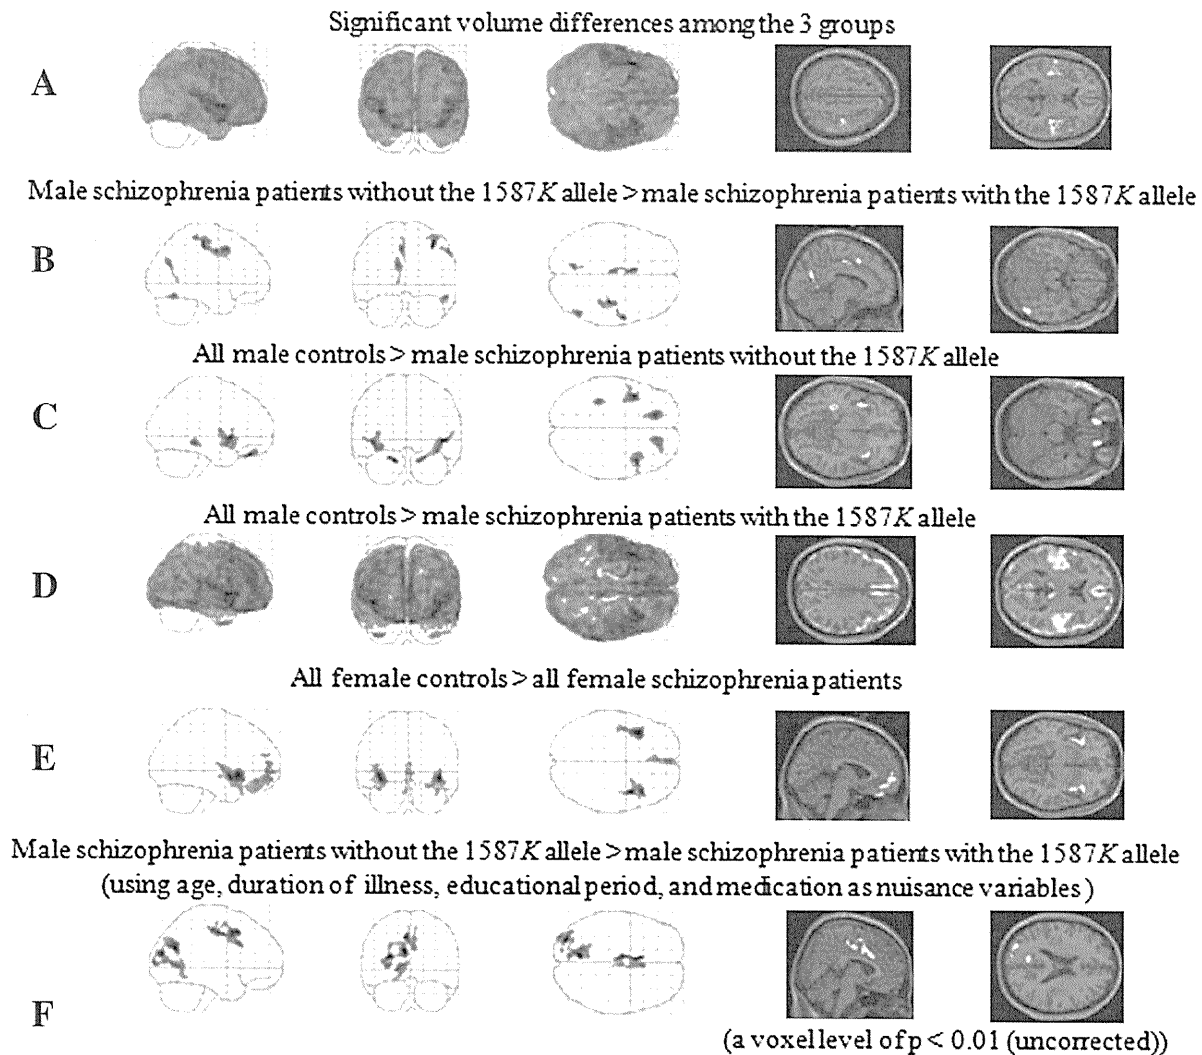 Significant volume differences among the 3 groups
A
Male schizophrenia patients without the 1587K allele > male schizophrenia patients with the 1587K allele
B
All male controls > male schizophrenia patients without the 1587K allele
C
All male controls > male schizophrenia patients with the 1587K allele
D
All female controls > all female schizophrenia patients
E
Male schizophrenia patients without the 1587K allele > male schizophrenia patients with the 1587K allele
(using age, duration of illness, educational period, and medication as nuisance variables)
F
(a voxel level of p < 0.01 (uncorrected))